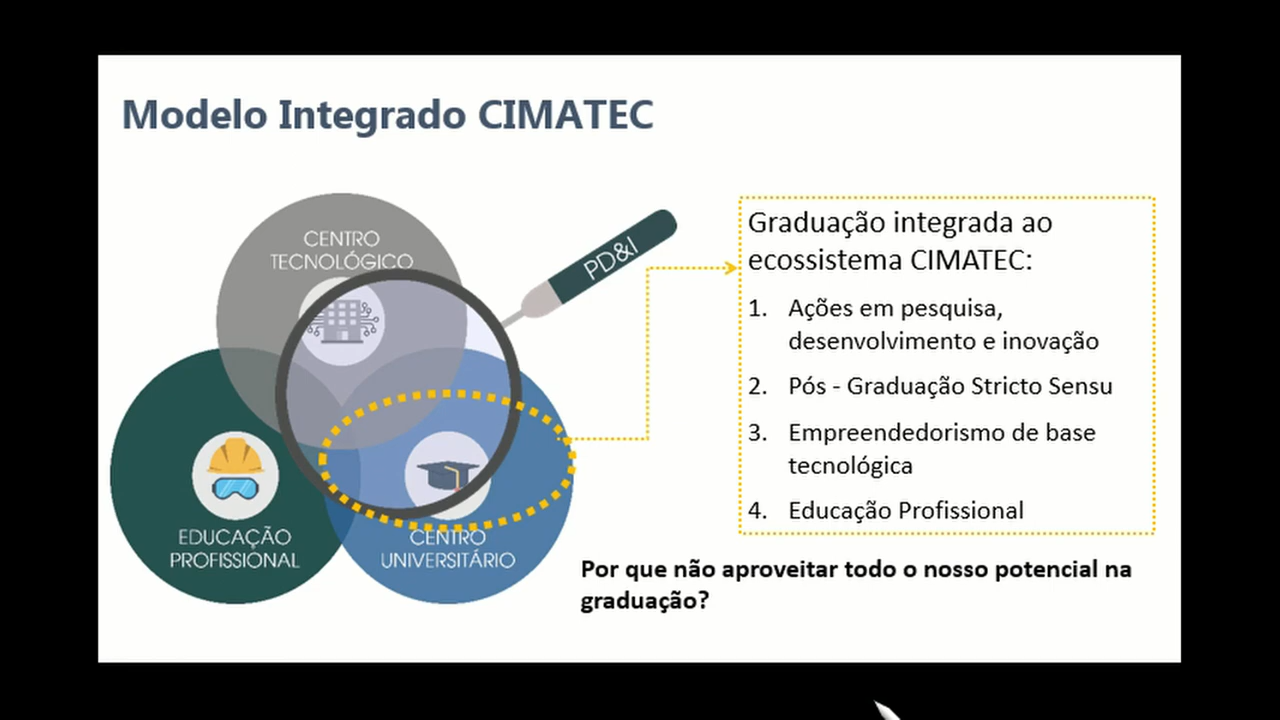 Modelo Integrado CIMATEC
CENTRO
TECNOLÓGICO
PD&I
EDUCAÇÃO
PROFISSIONAL
CENTRO
UNIVERSITÁRIO
Graduação integrada ao
ecossistema CIMATEC:
1. Ações em pesquisa,
desenvolvimento e inovação
2. Pós - Graduação Stricto Sensu
3. Empreendedorismo de base
tecnológica
4. Educação Profissional
Por que não aproveitar todo o nosso potencial na
graduação?